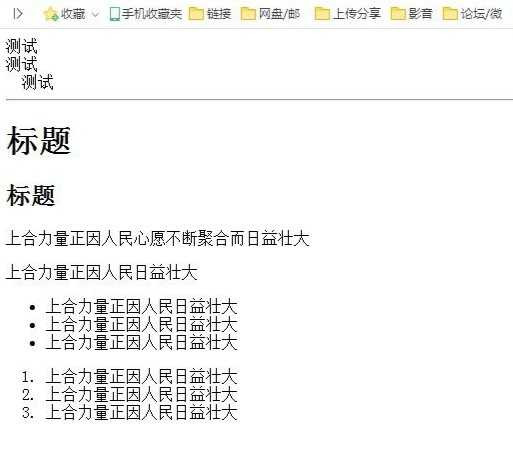 收藏 手机收藏夹 链接 网盘/邮 上传分享 影音 论坛/微
测试
测试
测试
标题
标题
上合力量正因人民心愿不断聚合而日益壮大
上合力量正因人民日益壮大
• 上合力量正因人民日益壮大
• 上合力量正因人民日益壮大
• 上合力量正因人民日益壮大
1. 上合力量正因人民日益壮大
2. 上合力量正因人民日益壮大
3. 上合力量正因人民日益壮大